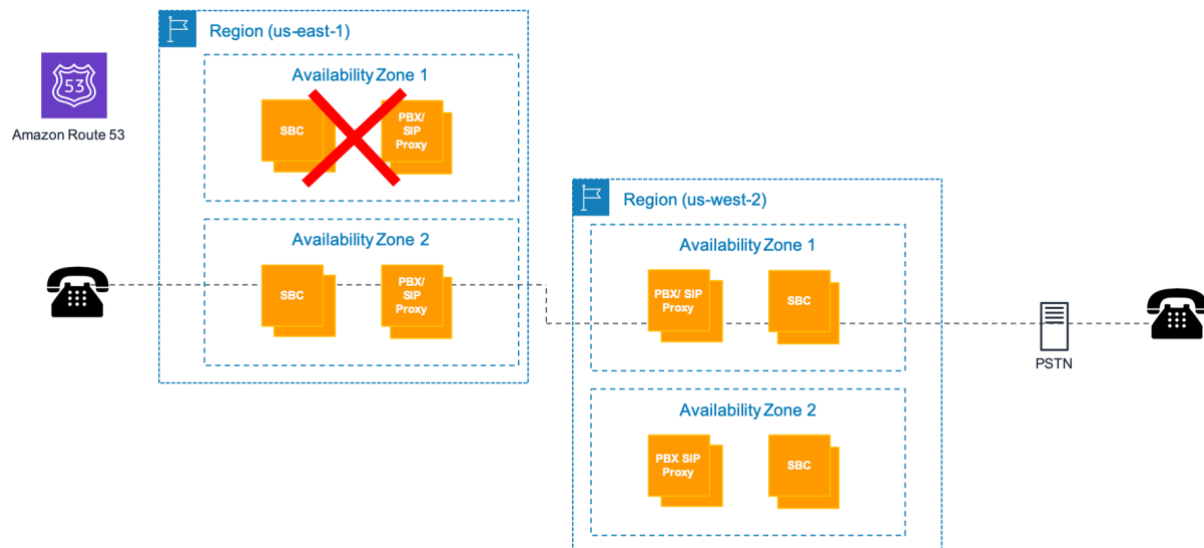 Region (us-east-1)
Availability Zone 1
53
Amazon Route 53
SBC
PBX/
SIP
Proxy
Availability Zone 2
SBC
PBX/
SIP
Proxy
Region (us-west-2)
Availability Zone 1
PBX/ SIP
Proxy
SBC
PSTN
Availability Zone 2
PBX SIP
Proxy
SBC